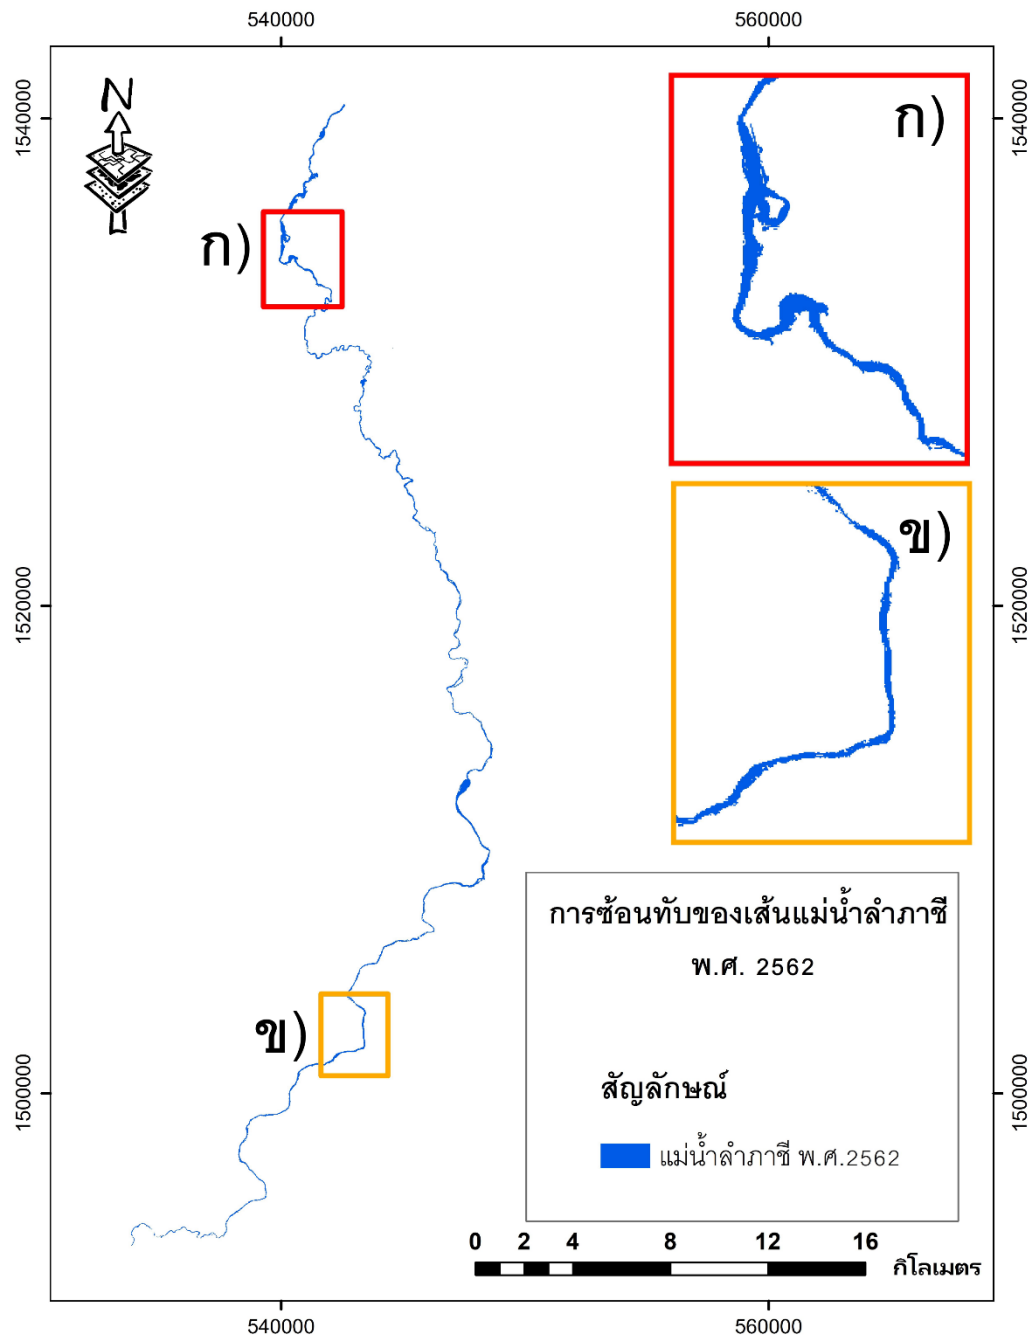 540000
560000
N
1540000
1540000
ก)
ก)
ข)
1520000
1520000
การซ้อนทับของเส้นแม่น้ำลำภาชี
พ.ศ. 2562
ข)
สัญลักษณ์
1500000
1500000
แม่น้ำลำภาชี พ.ศ.2562
0 2 4 8 12 16
กิโลเมตร
540000
560000